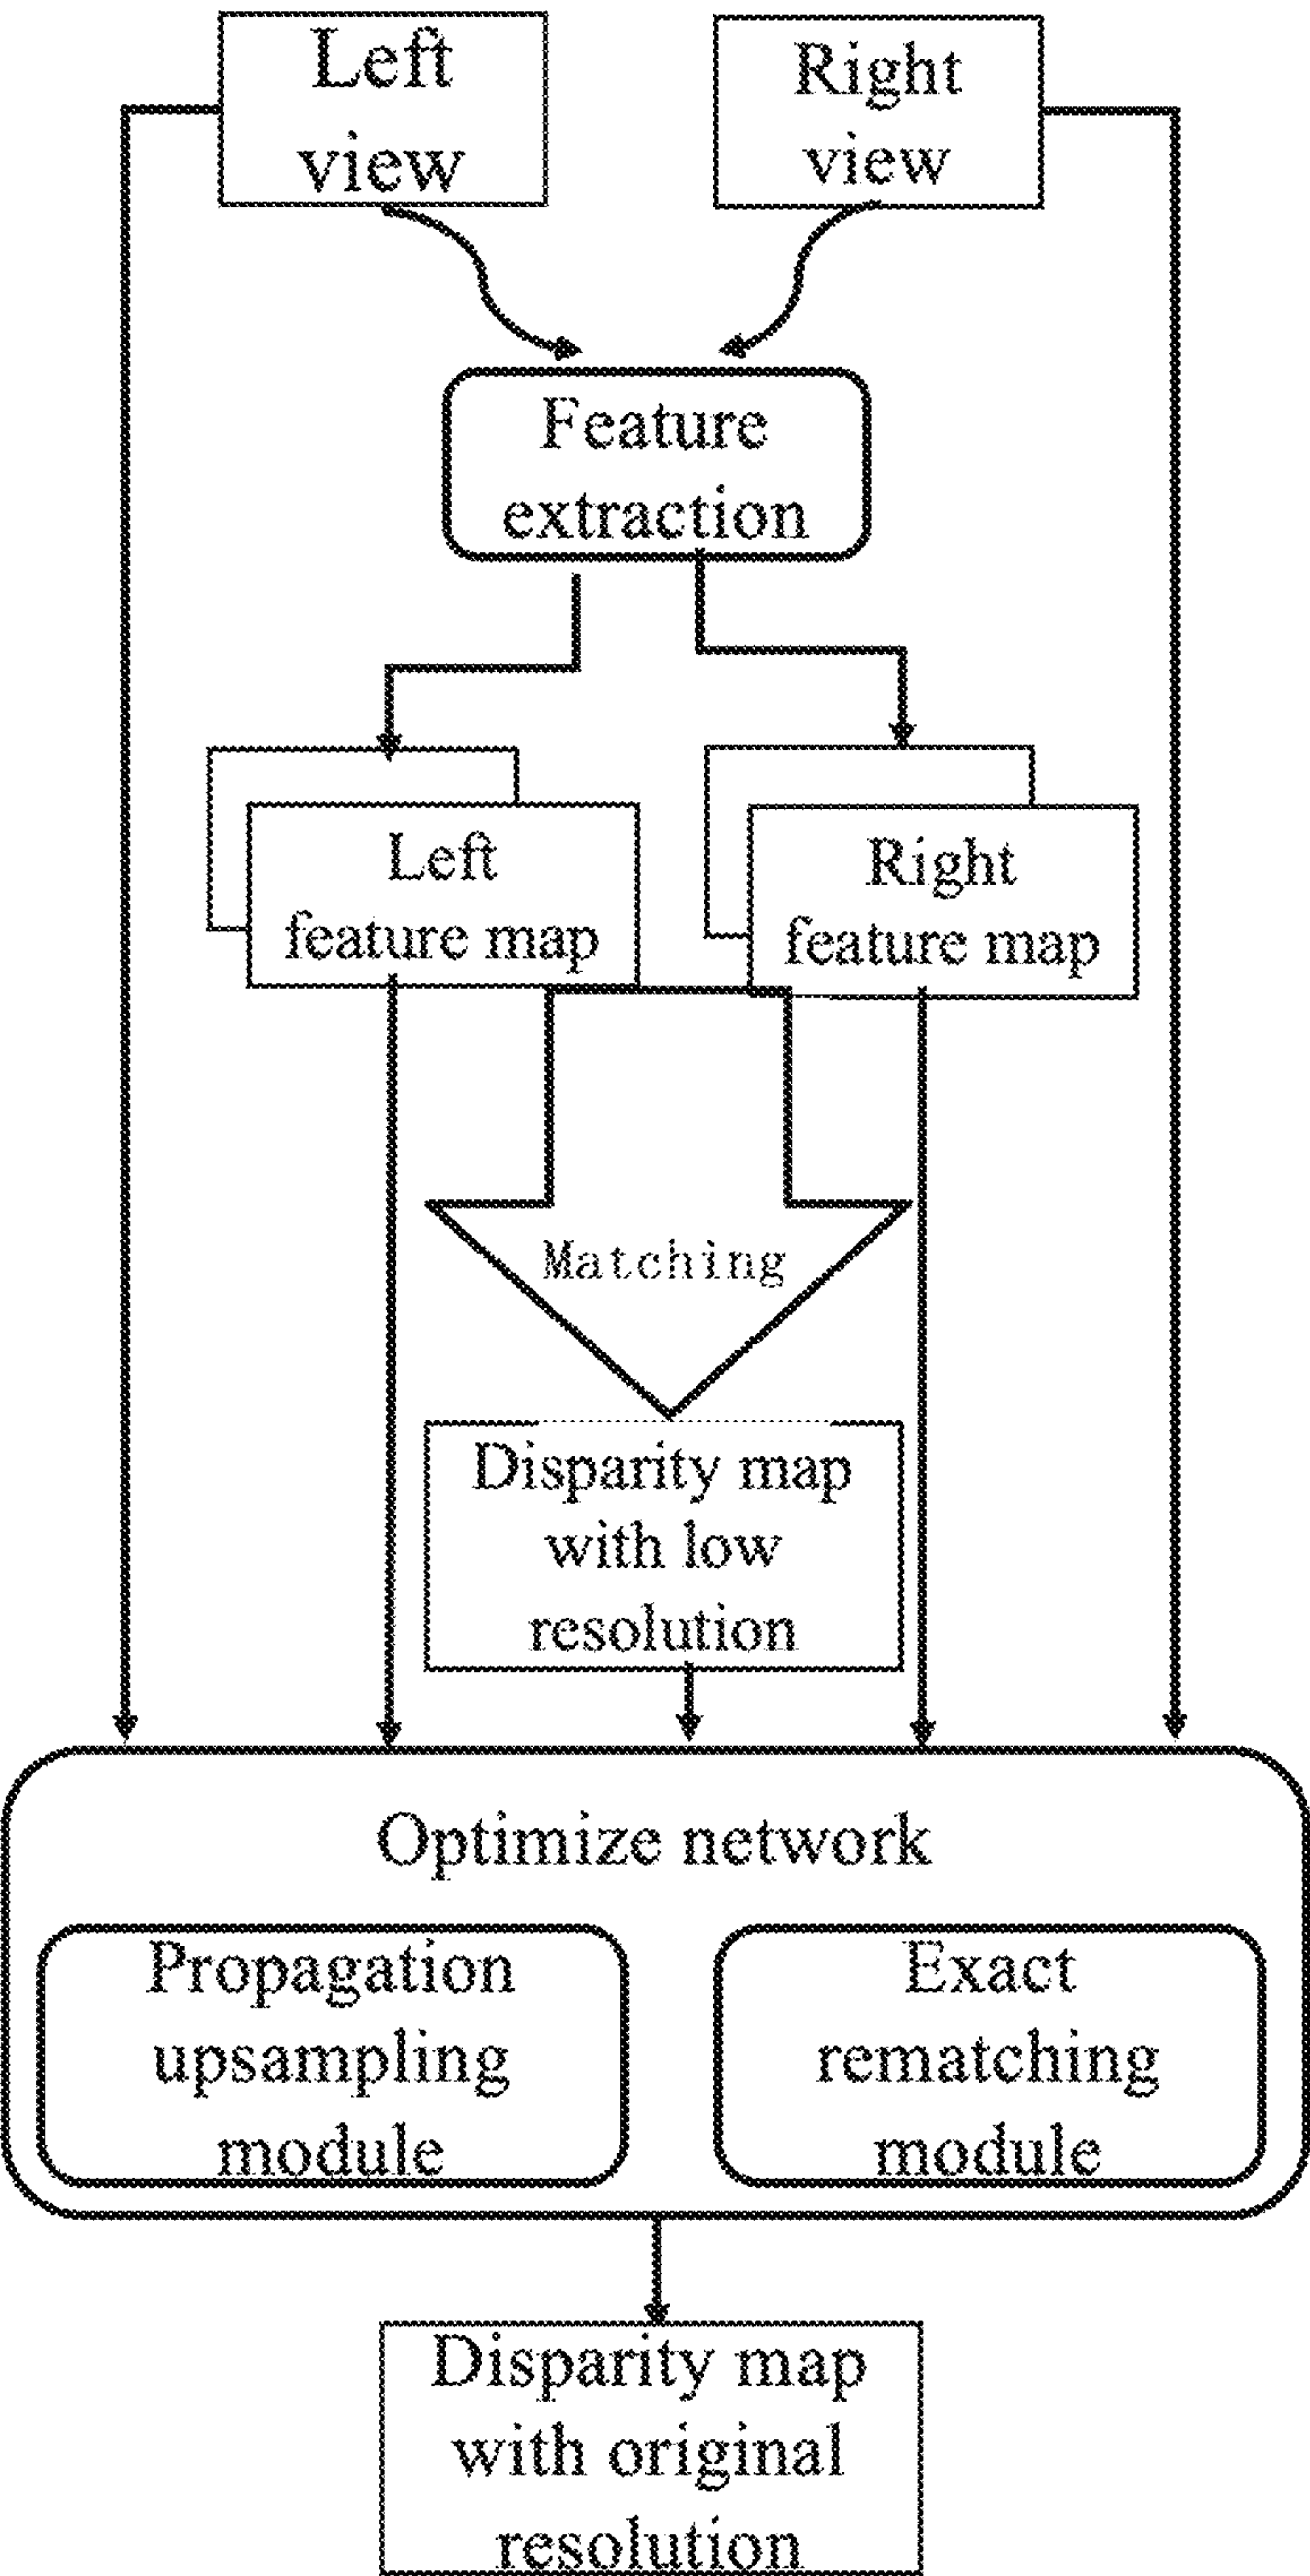 Left
view
Right
view
Feature
extraction
Left
feature map
Right
feature map
Matching
Disparity map
with low
resolution
Optimize network
Propagation
upsampling
module
Exact
rematching
module
Disparity map
with original
resolution